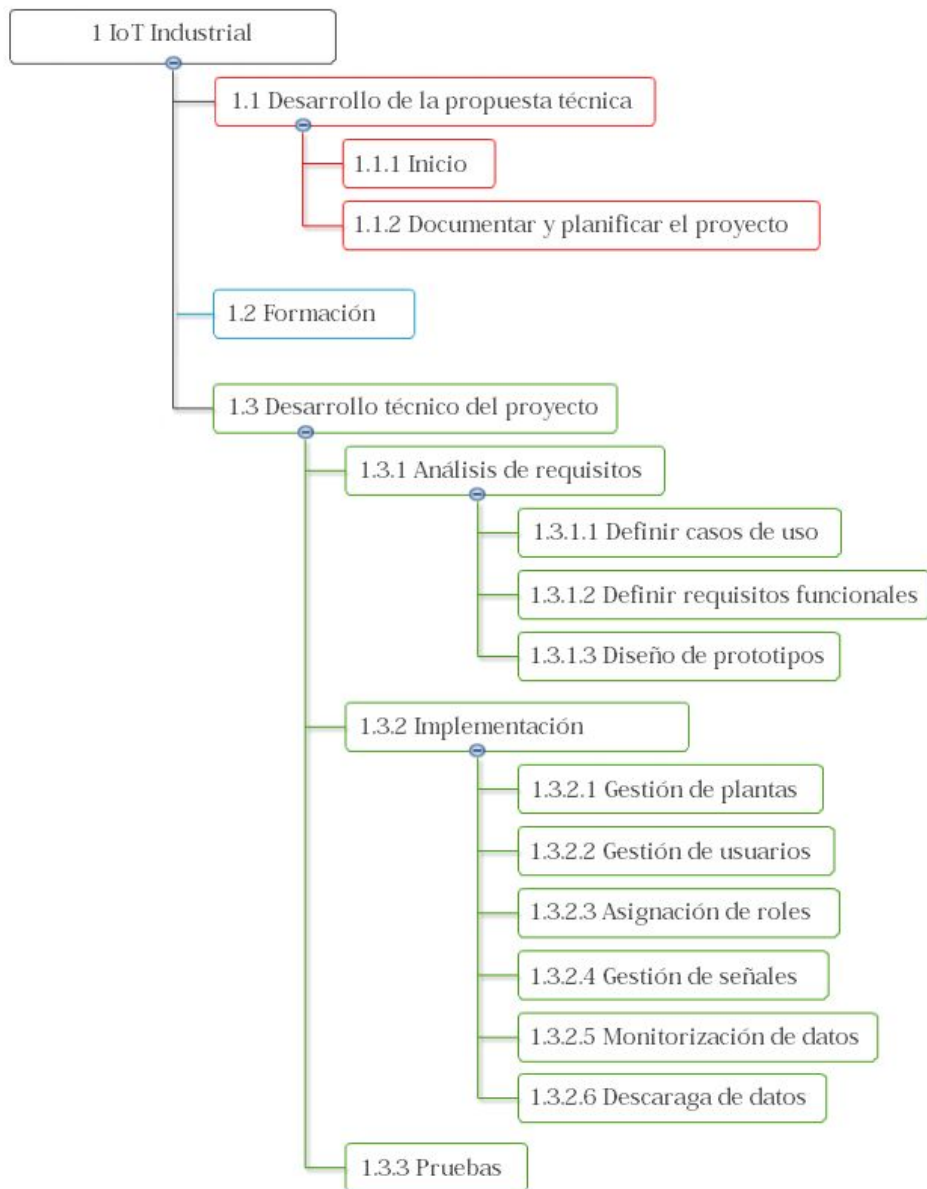 1 IoT Industrial
1.1 Desarrollo de la propuesta técnica
1.1.1 Inicio
1.1.2 Documentar y planificar el proyecto
1.2 Formación
1.3 Desarrollo técnico del proyecto
1.3.1 Análisis de requisitos
1.3.1.1 Definir casos de uso
1.3.1.2 Definir requisitos funcionales
1.3.1.3 Diseño de prototipos
1.3.2 Implementación
1.3.2.1 Gestión de plantas
1.3.2.2 Gestión de usuarios
1.3.2.3 Asignación de roles
1.3.2.4 Gestión de señales
1.3.2.5 Monitorización de datos
1.3.2.6 Descaraga de datos
1.3.3 Pruebas